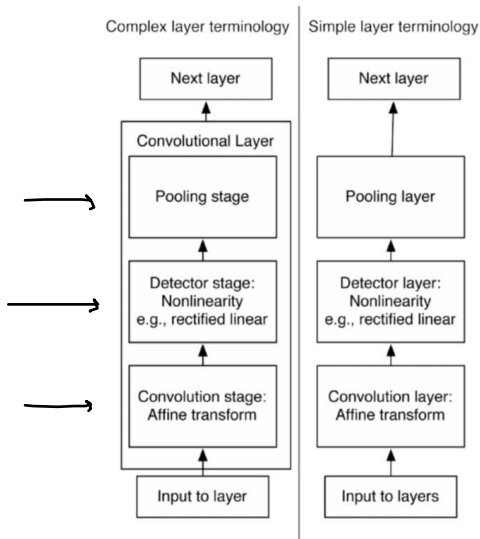 Complex layer terminology
Next layer
Convolutional Layer
Pooling stage
Detector stage:
Nonlinearity
e.g., rectified linear
Convolution stage:
Affine transform
Input to layer
Simple layer terminology
Next layer
Pooling layer
Detector layer:
Nonlinearity
e.g., rectified linear
Convolution layer:
Affine transform
Input to layers